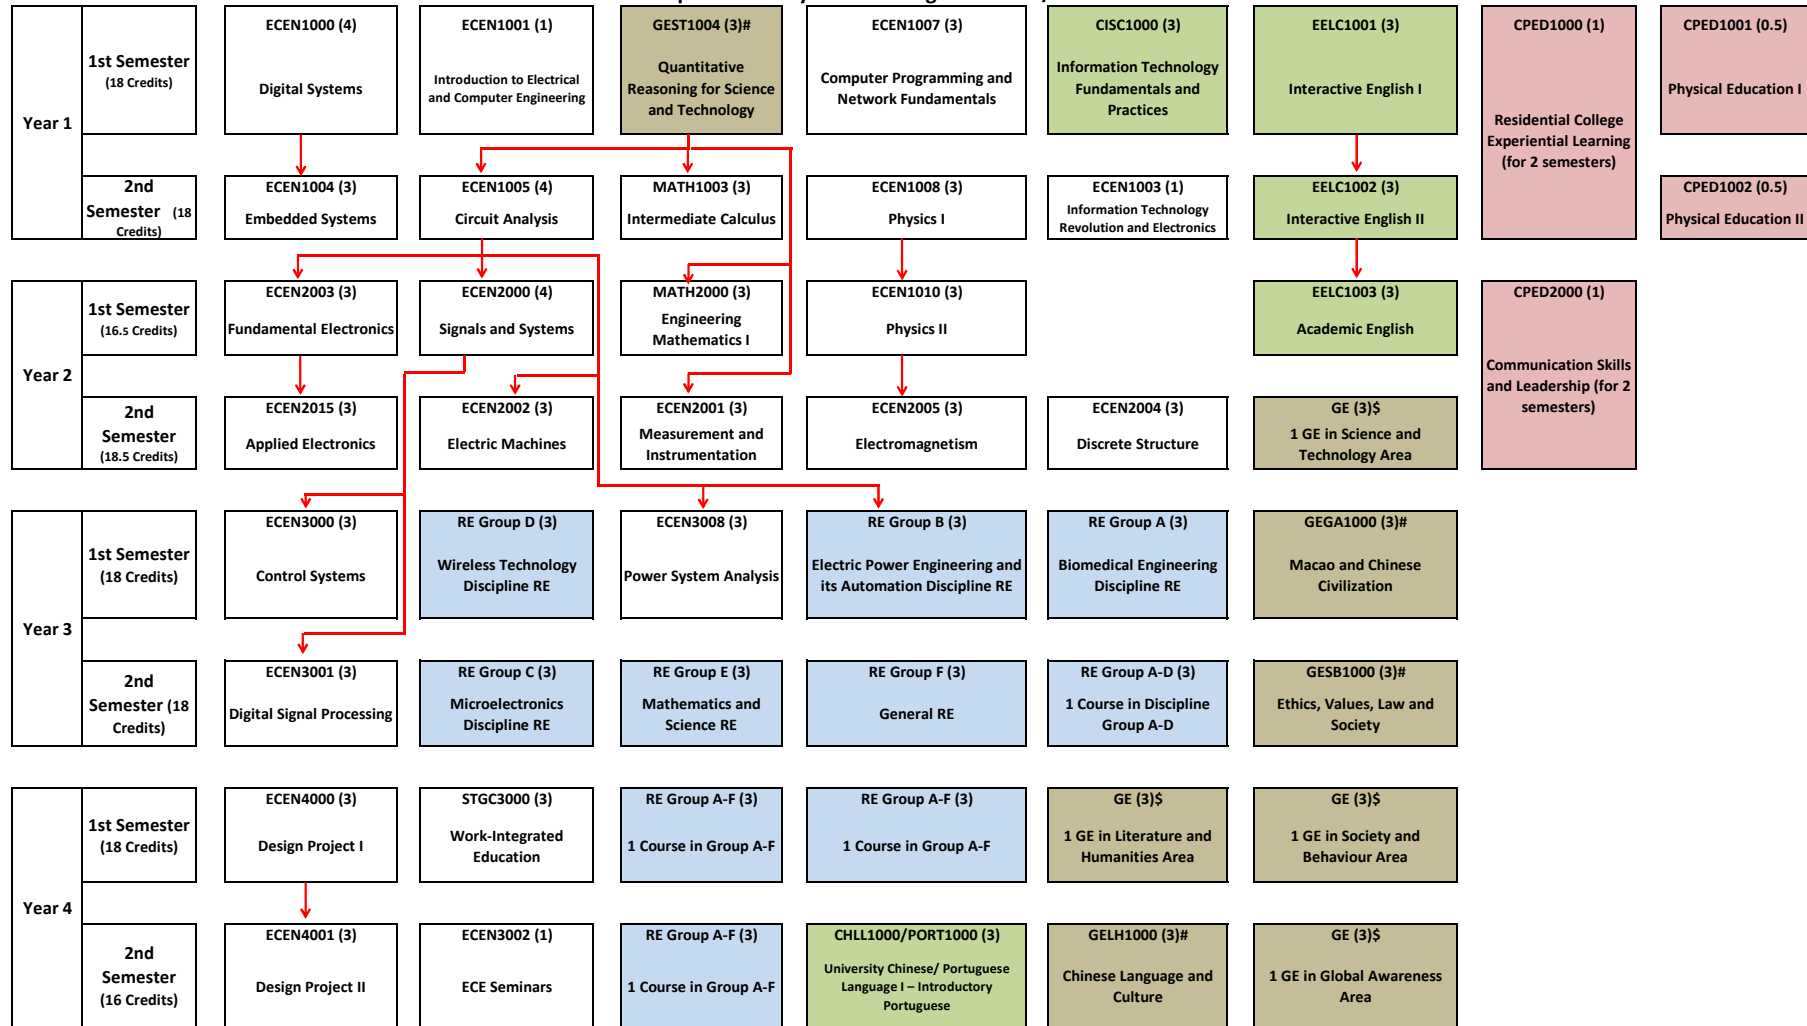 Year 1
1st Semester
(18 Credits)
ECEN1000 (4)
Digital Systems
ECEN1001 (1)
Introduction to Electrical
and Computer Engineering
GEST1004 (3)#
Quantitative
Reasoning for Science
and Technology
ECEN1007 (3)
Computer Programming and
Network Fundamentals
CISC1000 (3)
Information Technology
Fundamentals and
Practices
EELC1001 (3)
Interactive English I
CPED1000 (1)
Residential College
Experiential Learning
(for 2 semesters)
CPED1001 (0.5)
Physical Education I
2nd
Semester (18
Credits)
ECEN1004 (3)
Embedded Systems
ECEN1005 (4)
Circuit Analysis
MATH1003 (3)
Intermediate Calculus
ECEN1008 (3)
Physics I
ECEN1003 (1)
Information Technology
Revolution and Electronics
EELC1002 (3)
Interactive English II
CPED1002 (0.5)
Physical Education II
Year 2
1st Semester
(16.5 Credits)
ECEN2003 (3)
Fundamental Electronics
ECEN2000 (4)
Signals and Systems
MATH2000 (3)
Engineering
Mathematics I
ECEN1010 (3)
Physics II
EELC1003 (3)
Academic English
CPED2000 (1)
Communication Skills
and Leadership (for 2
semesters)
2nd
Semester
(18.5 Credits)
ECEN2015 (3)
Applied Electronics
ECEN2002 (3)
Electric Machines
ECEN2001 (3)
Measurement and
Instrumentation
ECEN2005 (3)
Electromagnetism
ECEN2004 (3)
Discrete Structure
GE (3)$
1 GE in Science and
Technology Area
Year 3
1st Semester
(18 Credits)
ECEN3000 (3)
Control Systems
RE Group D (3)
Wireless Technology
Discipline RE
ECEN3008 (3)
Power System Analysis
RE Group B (3)
Electric Power Engineering and
its Automation Discipline RE
RE Group A (3)
Biomedical Engineering
Discipline RE
GEGA1000 (3)#
Macao and Chinese
Civilization
2nd
Semester (18
Credits)
ECEN3001 (3)
Digital Signal Processing
RE Group C (3)
Microelectronics
Discipline RE
RE Group E (3)
Mathematics and
Science RE
RE Group F (3)
General RE
RE Group A-D (3)
1 Course in Discipline
Group A-D
GESB1000 (3)#
Ethics, Values, Law and
Society
Year 4
1st Semester
(18 Credits)
ECEN4000 (3)
Design Project I
STGC3000 (3)
Work-Integrated
Education
RE Group A-F (3)
1 Course in Group A-F
RE Group A-F (3)
1 Course in Group A-F
GE (3)$
1 GE in Literature and
Humanities Area
GE (3)$
1 GE in Society and
Behaviour Area
2nd
Semester
(16 Credits)
ECEN4001 (3)
Design Project II
ECEN3002 (1)
ECE Seminars
RE Group A-F (3)
1 Course in Group A-F
CHLL1000/PORT1000 (3)
University Chinese/ Portuguese
Language I – Introductory
Portuguese
GELH1000 (3)#
Chinese Language and
Culture
GE (3)$
1 GE in Global Awareness
Area